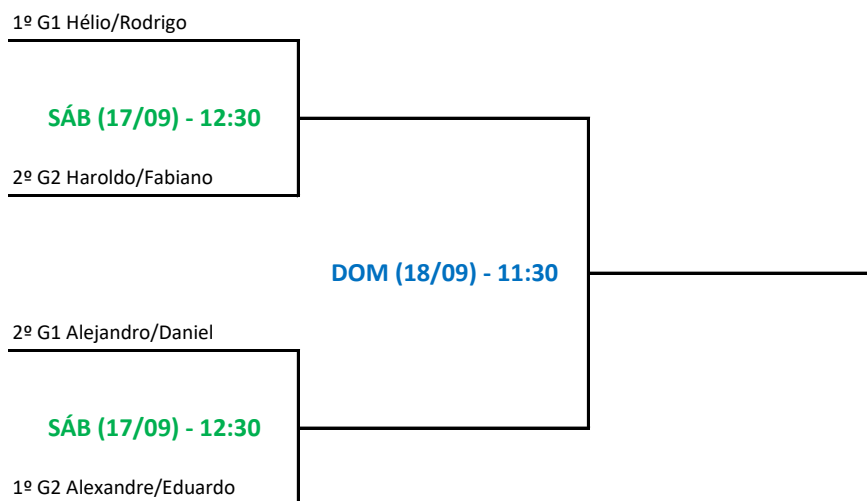 1º G1 Hélio/Rodrigo
SÁB (17/09) - 12:30
2º G2 Haroldo/Fabiano
DOM (18/09) - 11:30
2º G1 Alejandro/Daniel
SÁB (17/09) - 12:30
1º G2 Alexandre/Eduardo